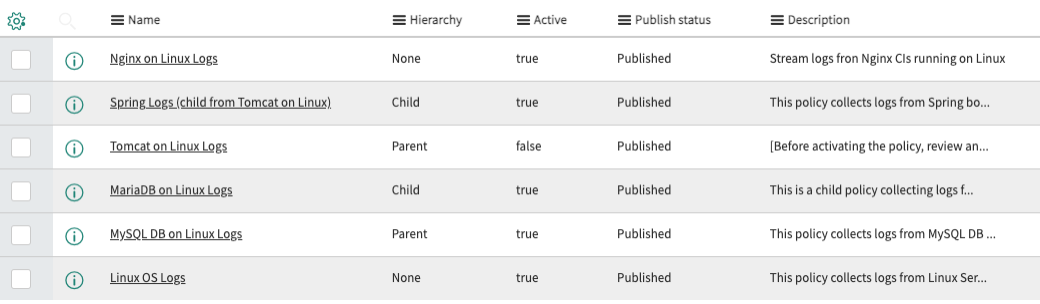 Name Hierarchy Active Publish status Description
Nginx on Linux Logs None true Published Stream logs fron Nginx CIs running on Linux
Spring Logs (child from Tomcat on Linux) Child true Published This policy collects logs from Spring bo...
Tomcat on Linux Logs Parent false Published [Before activating the policy, review an...
MariaDB on Linux Logs Child true Published This is a child policy collecting logs f...
MySQL DB on Linux Logs Parent true Published This policy collects logs from MySQL DB ...
Linux OS Logs None true Published This policy collects logs from Linux Ser...